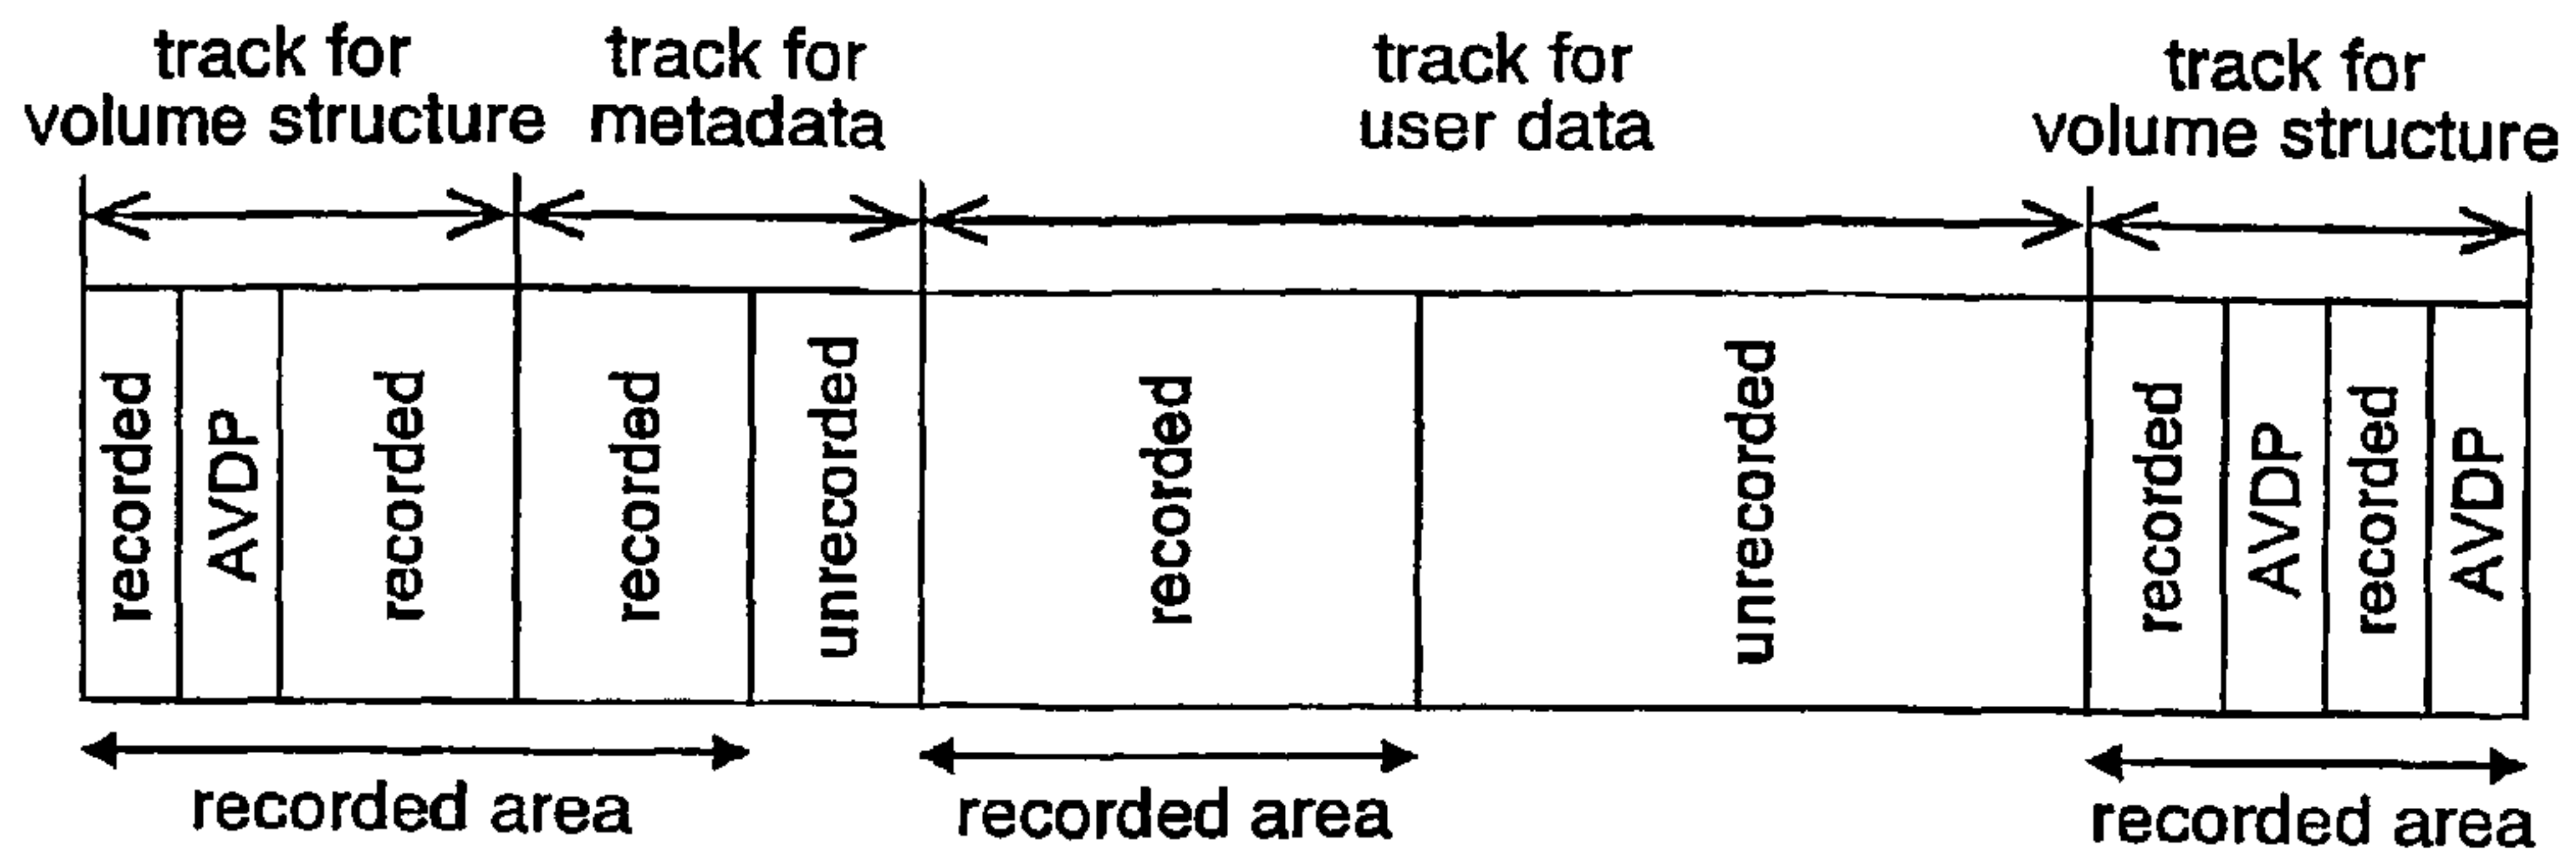 track for
volume structure
track for
metadata
track for
user data
track for
volume structure
recorded
AVDP
recorded
recorded
unrecorded
recorded
unrecorded
recorded
AVDP
recorded
AVDP
recorded area
recorded area
recorded area